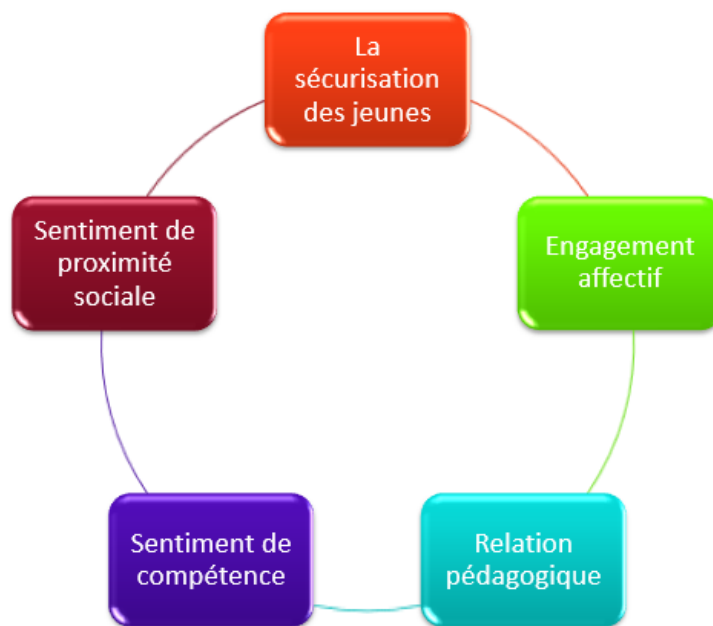 La
sécurisation
des jeunes
Engagement
affectif
Relation
pédagogique
Sentiment de
compétence
Sentiment de
proximité
sociale